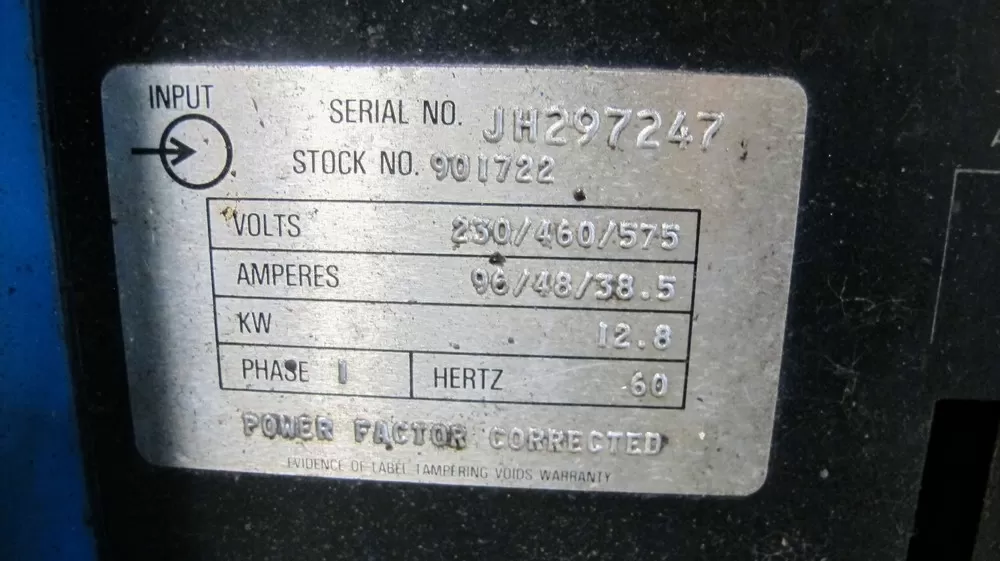 INPUT
SERIAL NO. JH297247
STOCK NO. 901722
VOLTS 230/460/575
AMPERES 96/48/38.5
KW 12.8
PHASE 1 HERTZ 60
POWER FACTOR CORRECTED
EVIDENCE OF LABEL TAMPERING VOIDS WARRANTY